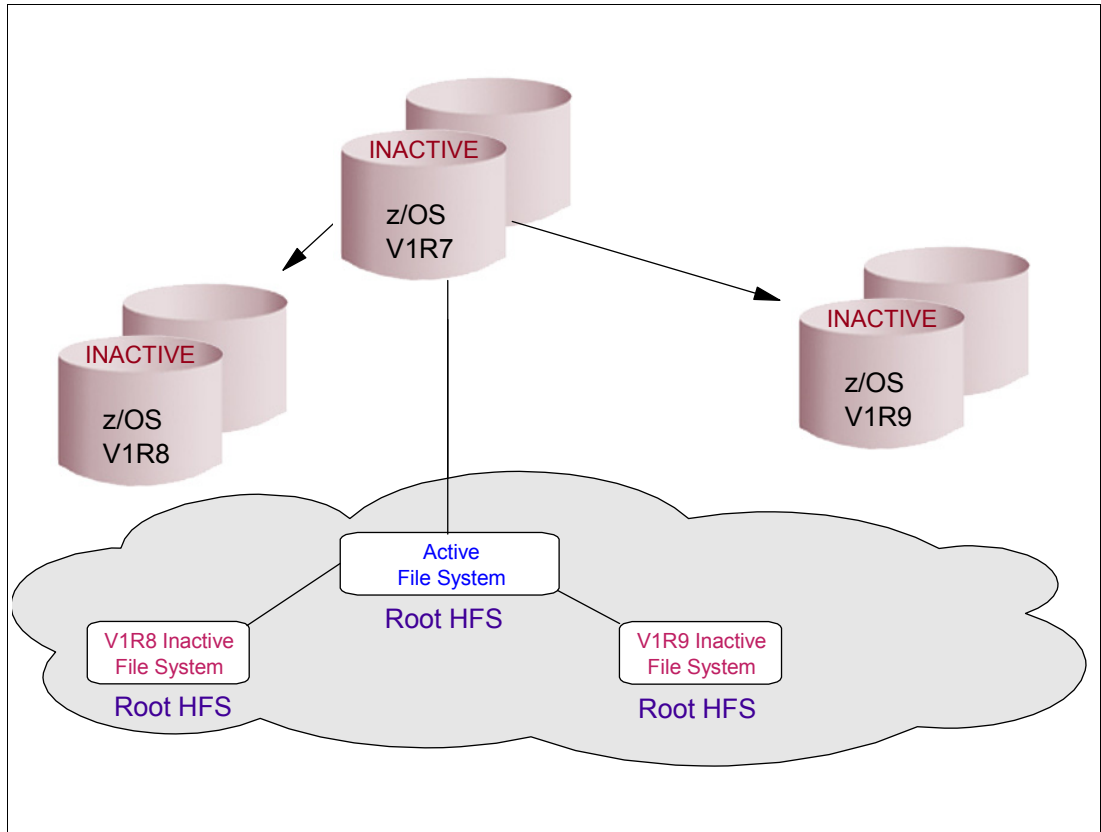 INACTIVE
z/OS
V1R7
INACTIVE
z/OS
V1R8
INACTIVE
z/OS
V1R9
Active
File System
Root HFS
V1R8 Inactive
File System
Root HFS
V1R9 Inactive
File System
Root HFS